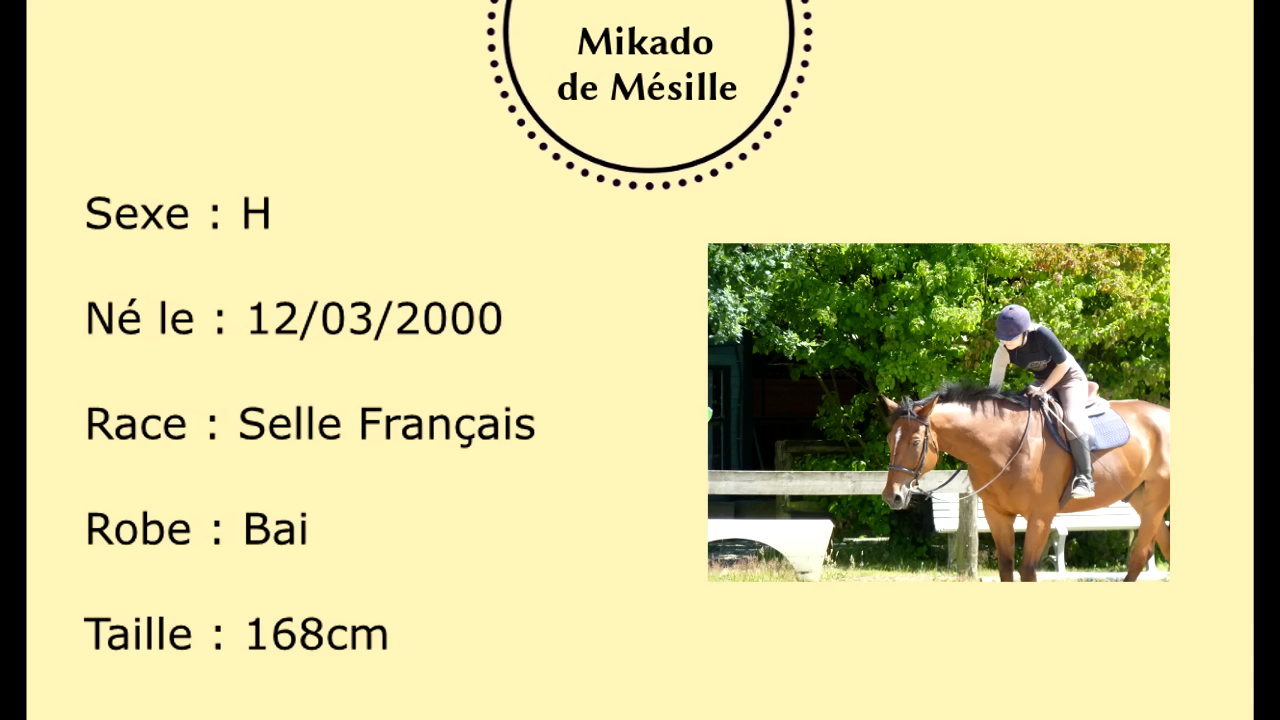 Mikado
de Mésille
Sexe : H
Né le : 12/03/2000
Race : Selle Français
Robe : Bai
Taille : 168cm